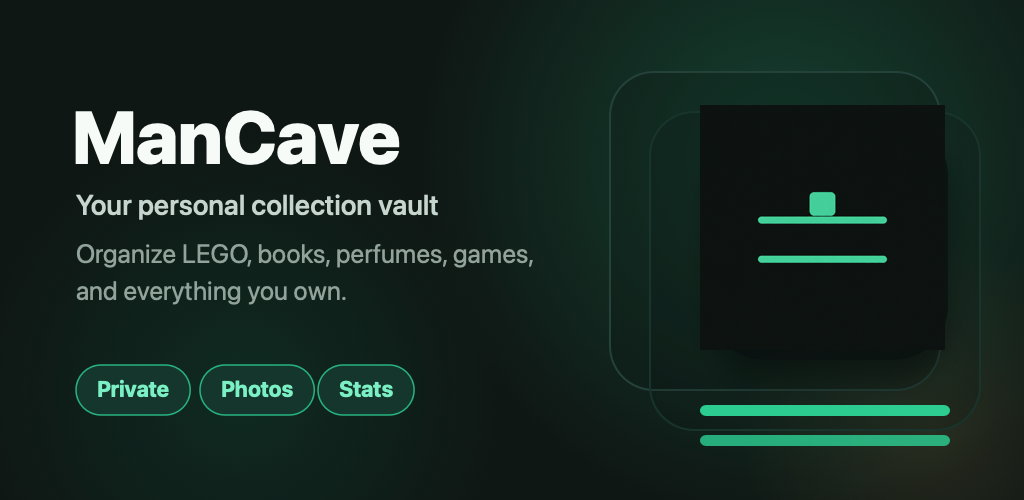 ManCave
Your personal collection vault
Organize LEGO, books, perfumes, games,
and everything you own.
Private Photos Stats